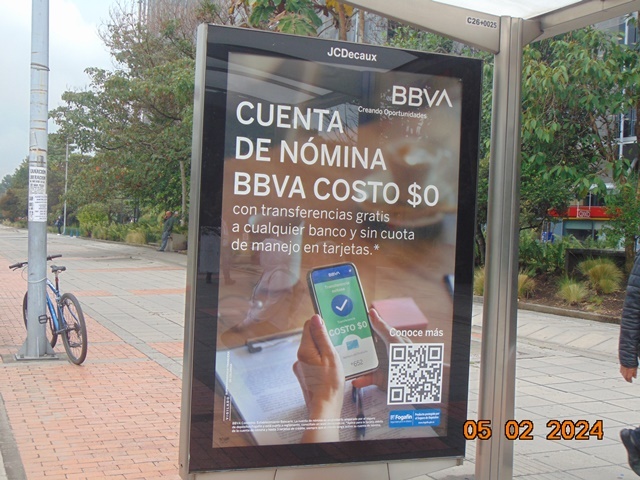 C26+0025
JCDecaux
BBVA
Creando Oportunidades
CUENTA
DE NÓMINA
BBVA COSTO $0
con transferencias gratis
a cualquier banco y sin cuota
de manejo en tarjetas.*
BBVA
COSTO $0
Conoce más
Fogafín
05 02 2024